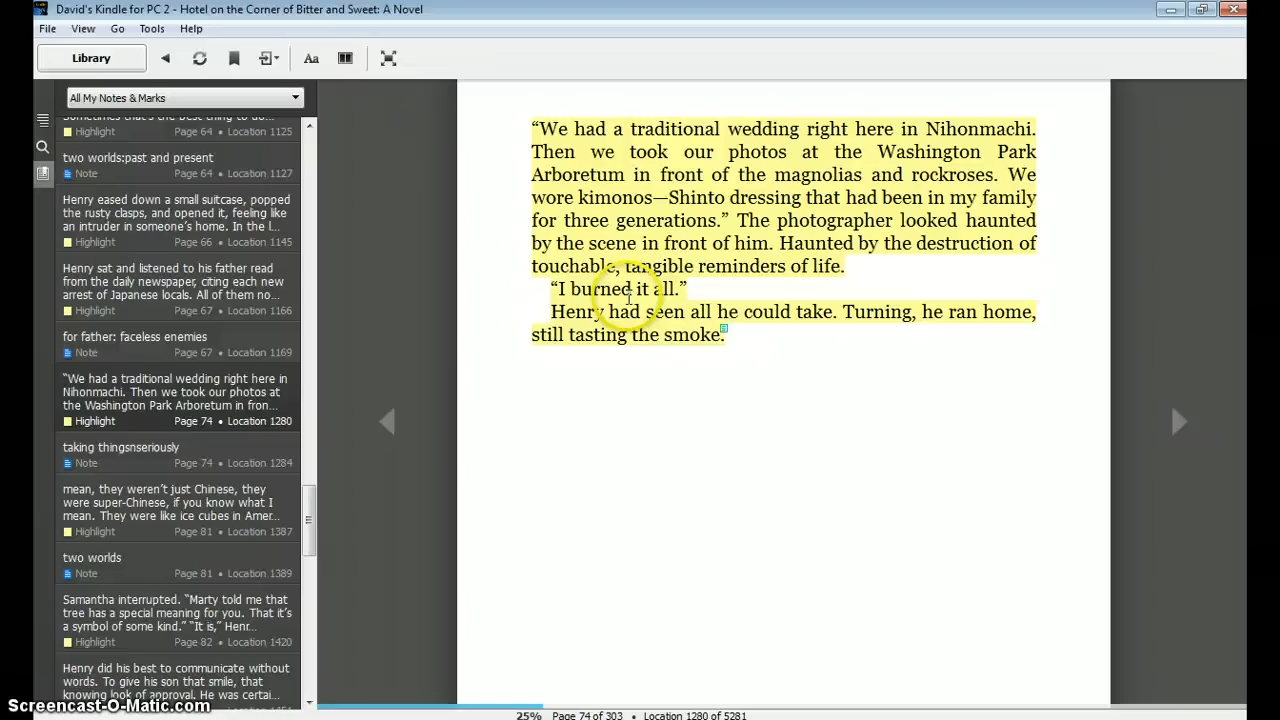 David's Kindle for PC 2 - Hotel on the Corner of Bitter and Sweet: A Novel
File View Go Tools Help
Library
Aa
All My Notes & Marks
Sometimes that's the best thing to do...
Highlight Page 64 • Location 1125
two worlds:past and present
Note Page 64 • Location 1127
Henry eased down a small suitcase, popped
the rusty clasps, and opened it, feeling like
an intruder in someone's home. In the l...
Highlight Page 66 • Location 1145
Henry sat and listened to his father read
from the daily newspaper, citing each new
arrest of Japanese locals. All of them no...
Highlight Page 67 • Location 1166
for father: faceless enemies
Note Page 67 • Location 1169
“We had a traditional wedding right here in
Nihonmachi. Then we took our photos at
the Washington Park Arboretum in fron...
Highlight Page 74 • Location 1280
taking thingsnseriously
Note Page 74 • Location 1284
mean, they weren’t just Chinese, they
were super-Chinese, if you know what I
mean. They were like ice cubes in Amer...
Highlight Page 81 • Location 1387
two worlds
Note Page 81 • Location 1389
Samantha interrupted. “Marty told me that
tree has a special meaning for you. That it’s
a symbol of some kind.” “It is,” Henr...
Highlight Page 82 • Location 1420
Henry did his best to communicate without
words. To give his son that smile, that
knowing look of approval. He was certai...
“We had a traditional wedding right here in Nihonmachi.
Then we took our photos at the Washington Park
Arboretum in front of the magnolias and rockroses. We
wore kimonos—Shinto dressing that had been in my family
for three generations.” The photographer looked haunted
by the scene in front of him. Haunted by the destruction of
touchable, tangible reminders of life.
“I burned it all.”
Henry had seen all he could take. Turning, he ran home,
still tasting the smoke.
25% Page 74 of 303 • Location 1280 of 5281
Screencast-O-Matic.com